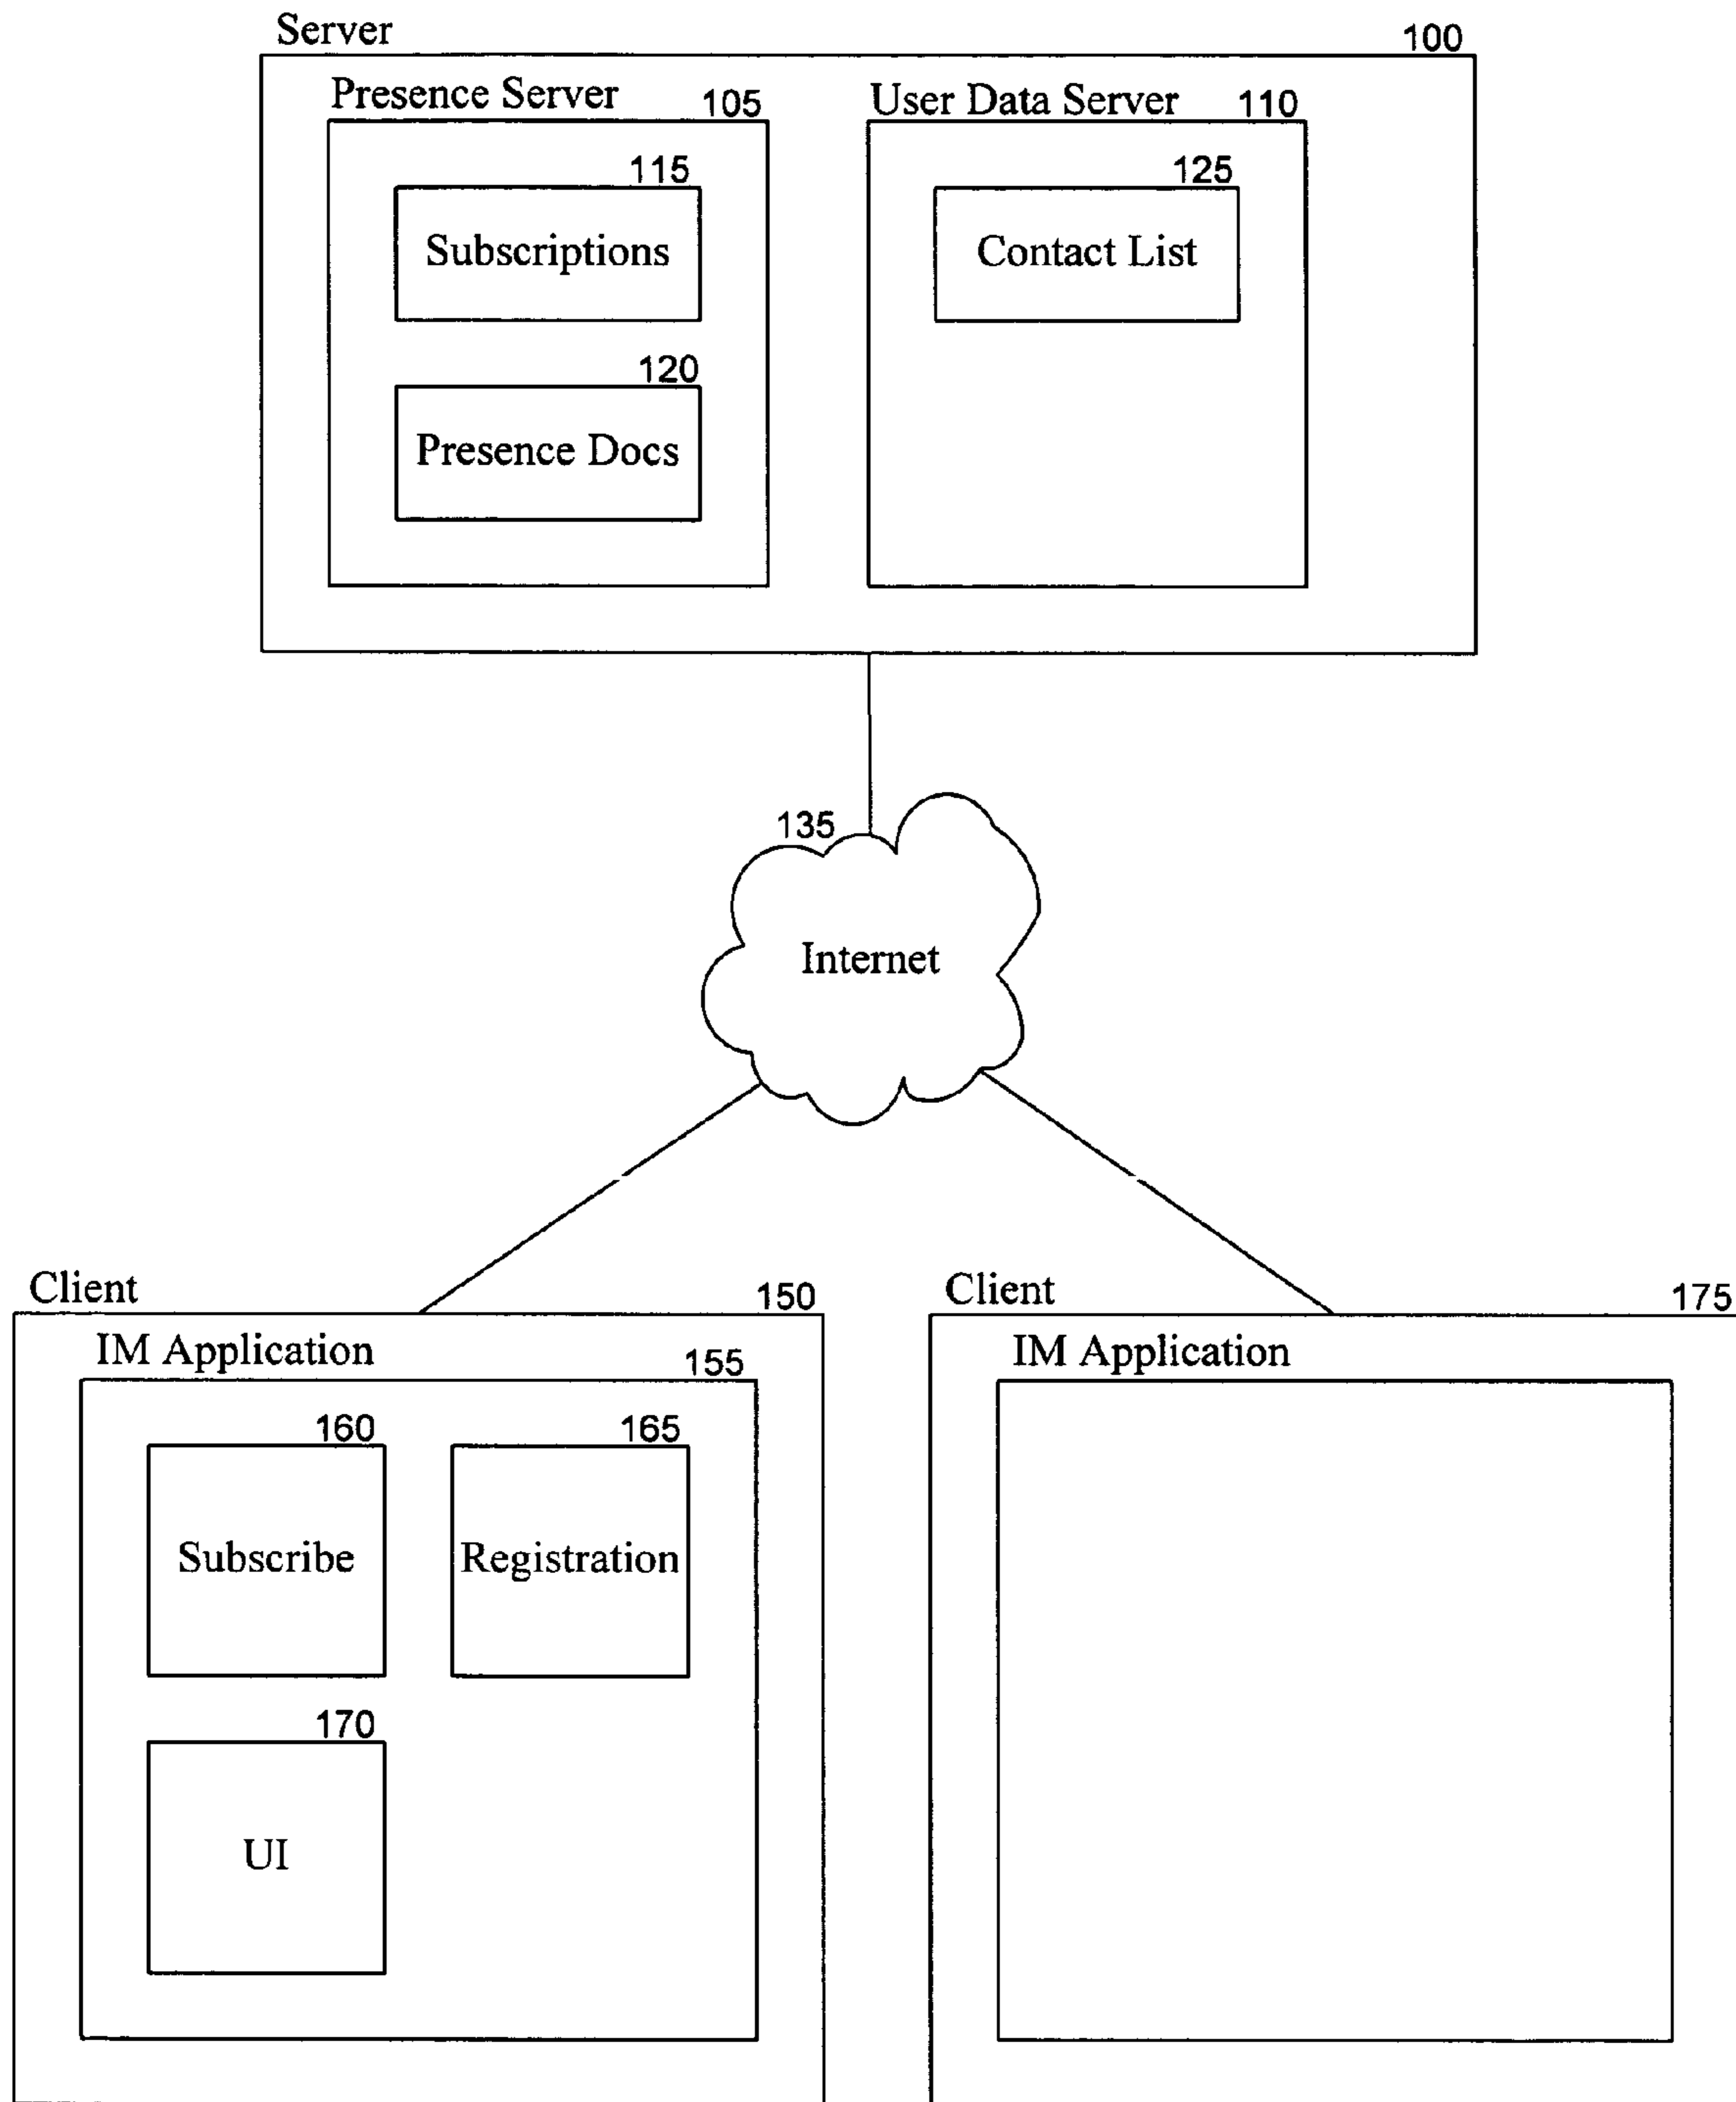 Server 100
Presence Server 105 User Data Server 110
115 125
Subscriptions Contact List
120
Presence Docs
135
Internet
Client 150 Client 175
IM Application 155 IM Application
160 165
Subscribe Registration
170
UI